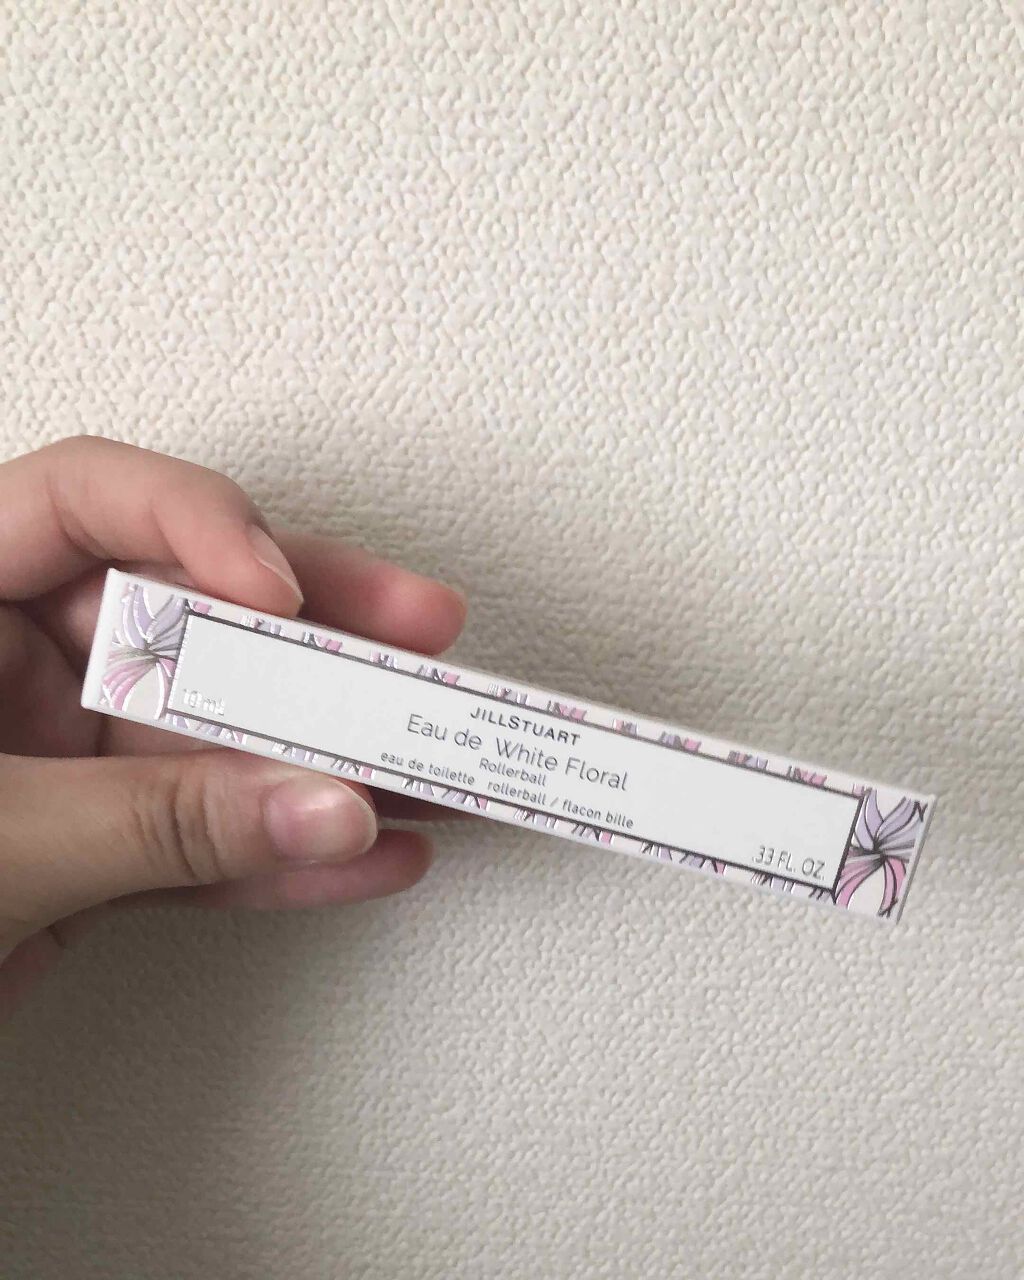 JILLSTUART
Eau de White Floral
Rollerball
eau de toilette rollerball / flacon bille
10 mL
.33 FL. OZ.